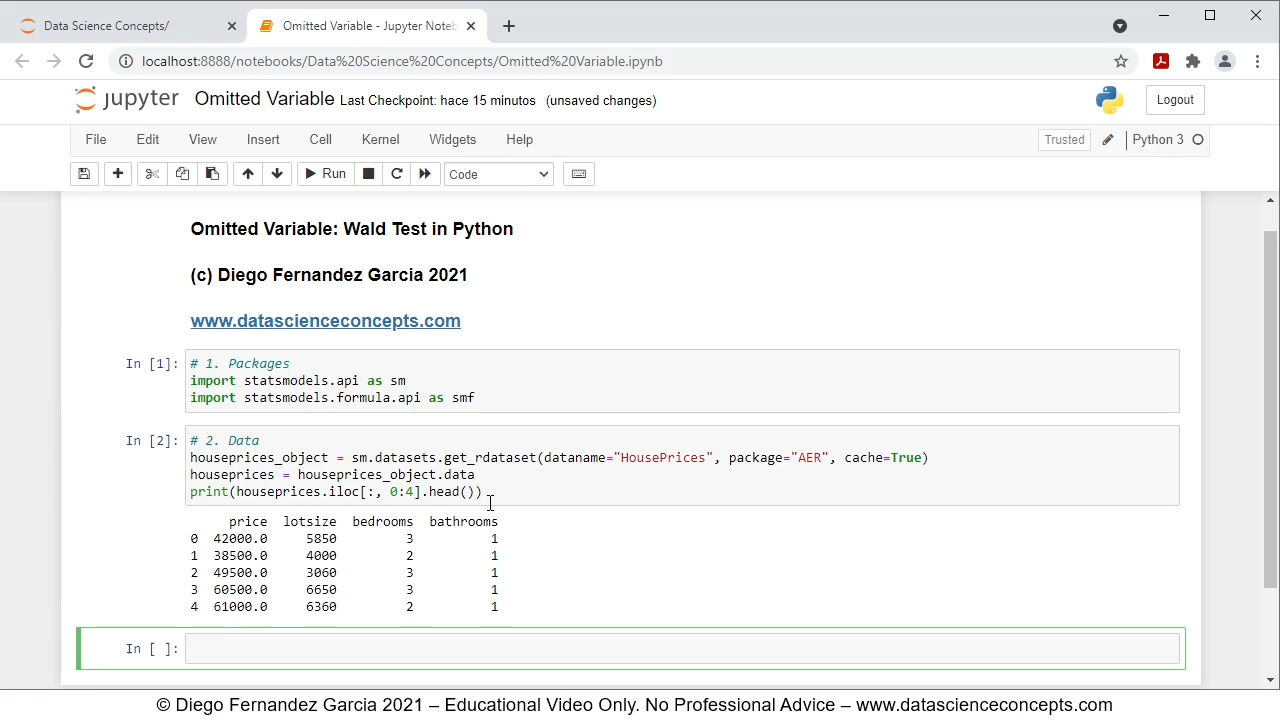 Data Science Concepts/
Omitted Variable - Jupyter Noteb
localhost:8888/notebooks/Data%20Science%20Concepts/Omitted%20Variable.ipynb
jupyter Omitted Variable Last Checkpoint: hace 15 minutos (unsaved changes)
Logout
File Edit View Insert Cell Kernel Widgets Help
Trusted Python 3
Run Code
Omitted Variable: Wald Test in Python
(c) Diego Fernandez Garcia 2021
www.datascienceconcepts.com
In [1]: # 1. Packages
import statsmodels.api as sm
import statsmodels.formula.api as smf
In [2]: # 2. Data
houseprices_object = sm.datasets.get_rdataset(dataname="HousePrices", package="AER", cache=True)
houseprices = houseprices_object.data
print(houseprices.iloc[:, 0:4].head())
price lotsize bedrooms bathrooms
0 42000.0 5850 3 1
1 38500.0 4000 2 1
2 49500.0 3060 3 1
3 60500.0 6650 3 1
4 61000.0 6360 2 1
In [ ]:
© Diego Fernandez Garcia 2021 – Educational Video Only. No Professional Advice – www.datascienceconcepts.com